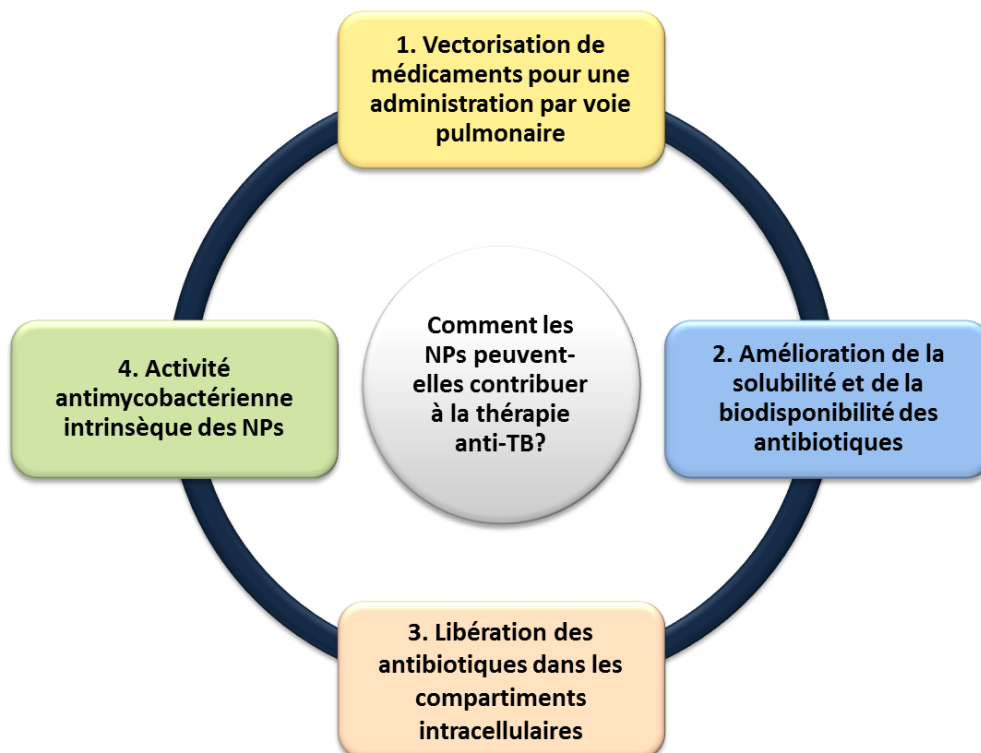 1. Vectorisation de
médicaments pour une
administration par voie
pulmonaire
Comment les
NPs peuvent-
elles contribuer
à la thérapie
anti-TB?
2. Amélioration de la
solubilité et de la
biodisponibilité des
antibiotiques
4. Activité
antimycobactérienne
intrinsèque des NPs
3. Libération des
antibiotiques dans les
compartiments
intracellulaires